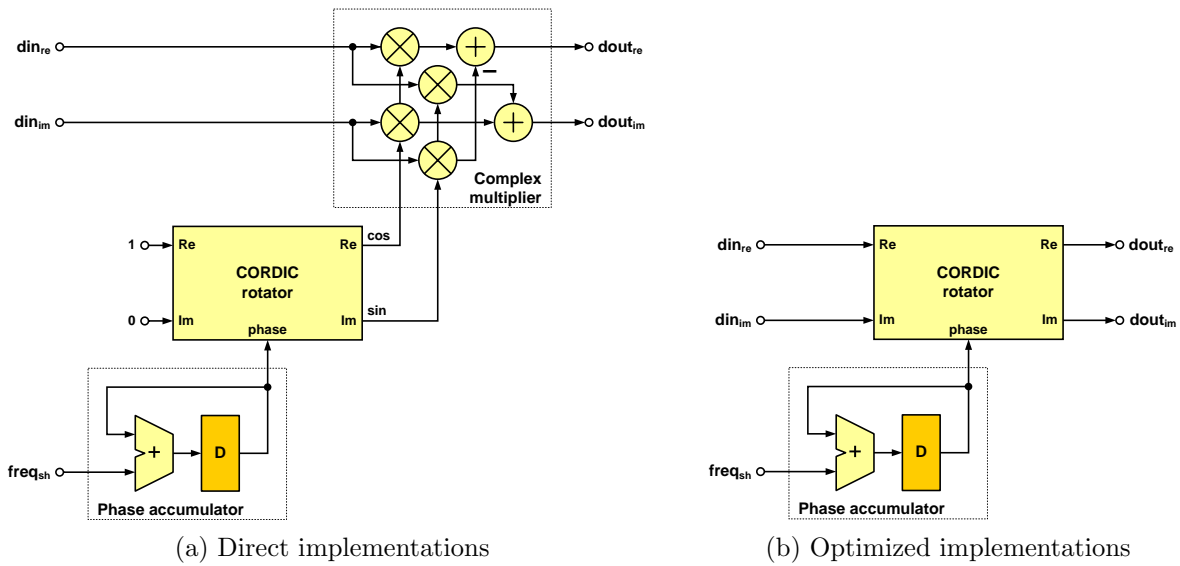 din_re
dout_re
din_im
dout_im
+
−
+
Complex
multiplier
cos
1
Re
Re
CORDIC
rotator
sin
0
Im
Im
phase
+
D
freq_sh
Phase accumulator
(a) Direct implementations
din_re
Re
Re
dout_re
CORDIC
rotator
din_im
Im
Im
dout_im
phase
+
D
freq_sh
Phase accumulator
(b) Optimized implementations